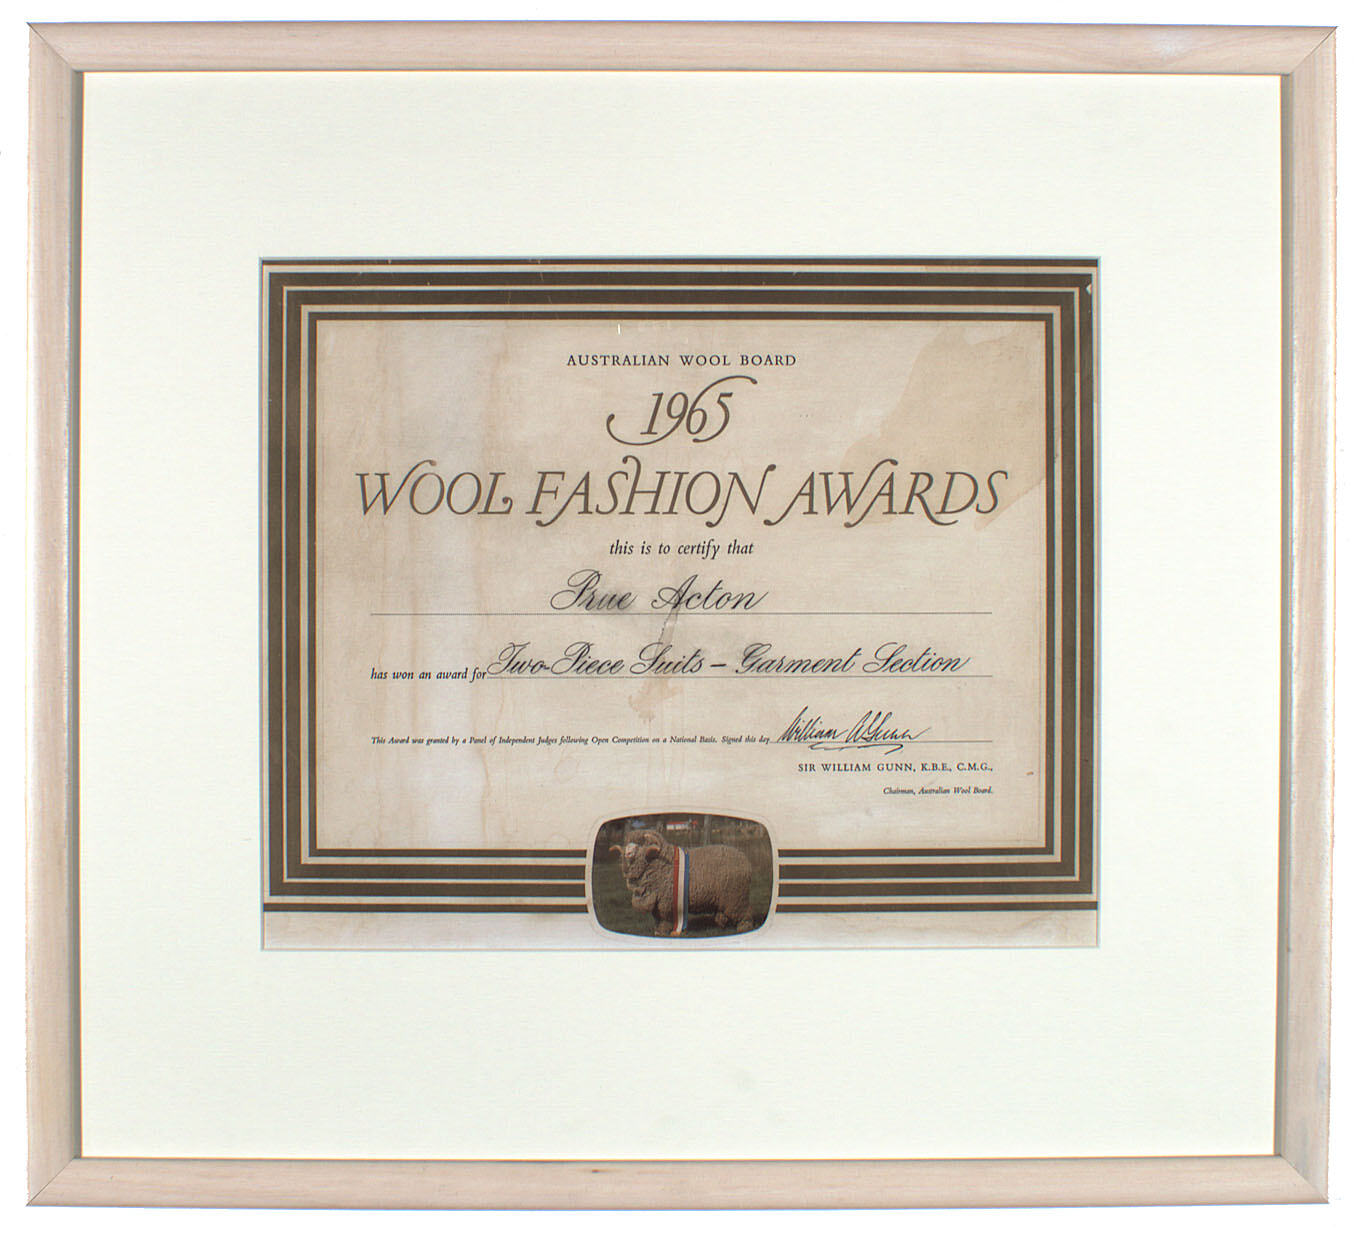 AUSTRALIAN WOOL BOARD
1965
WOOL FASHION AWARDS
this is to certify that
Prue Acton
has won an award for Two-Piece Suits – Garment Section
This Award was granted by a Panel of Independent Judges following Open Competition on a National Basis. Signed this day William A Gunn
SIR WILLIAM GUNN, K.B.E., C.M.G.,
Chairman, Australian Wool Board.